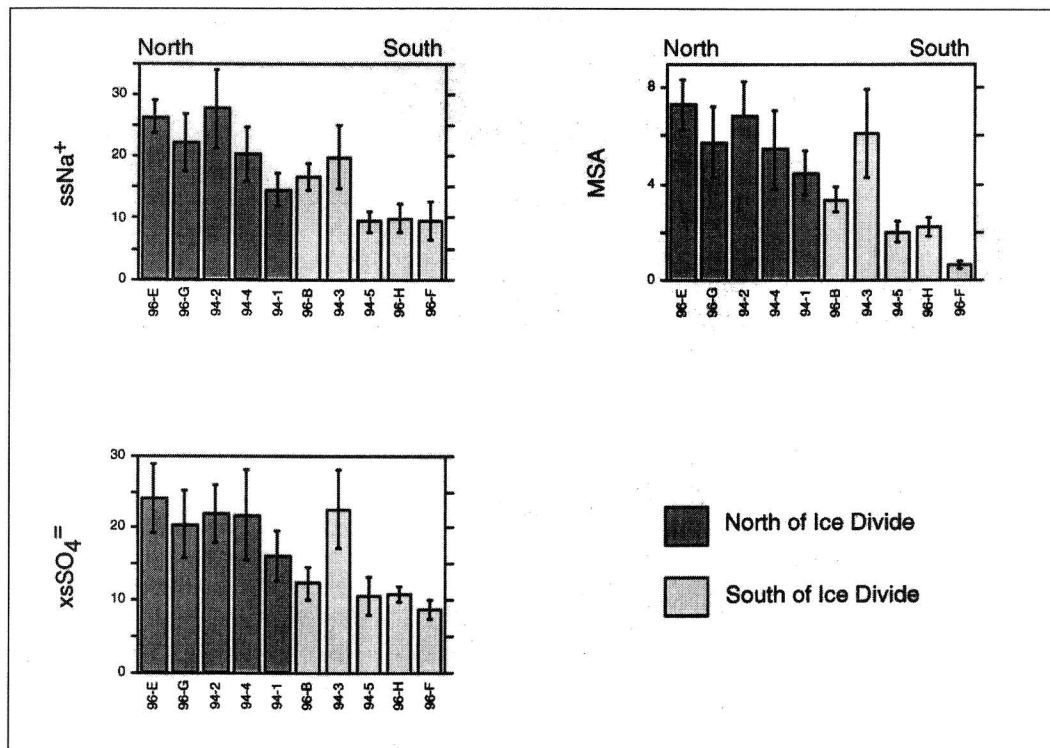 North South
30
20
10
0
ssNa+
96-E 96-G 94-2 94-4 94-1 96-B 94-3 94-5 96-H 96-F
North South
8
4
0
MSA
96-E 96-G 94-2 94-4 94-1 96-B 94-3 94-5 96-H 96-F
30
20
10
0
xsSO4=
96-E 96-G 94-2 94-4 94-1 96-B 94-3 94-5 96-H 96-F
North of Ice Divide
South of Ice Divide